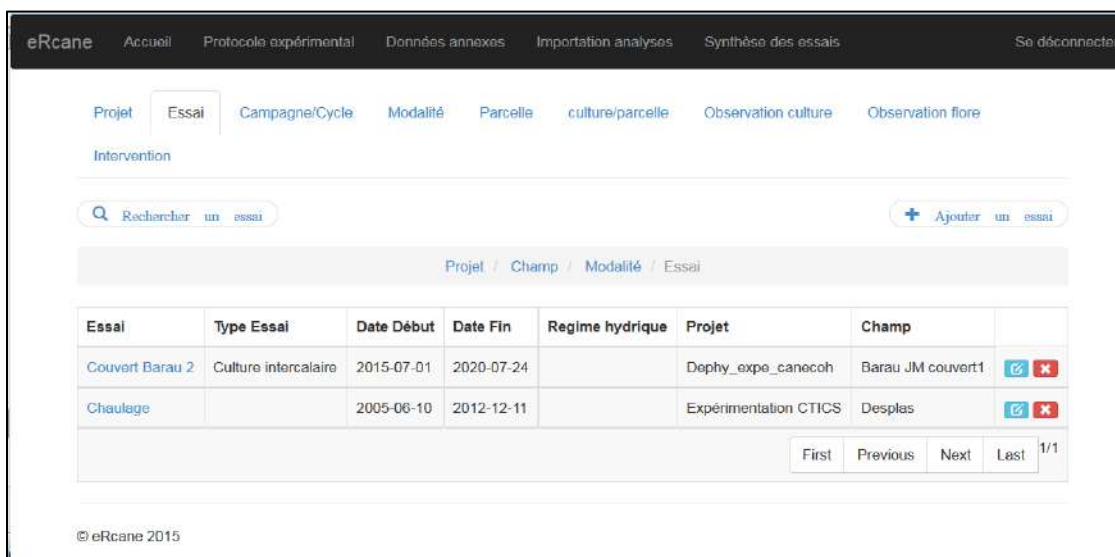 eRcane Accueil Protocole expérimental Données annexes Importation analyses Synthèse des essais Se déconnecter
Projet Essai Campagne/Cycle Modalité Parcelle culture/parcelle Observation culture Observation flore
Intervention
Rechercher un essai Ajouter un essai
Projet / Champ / Modalité / Essai
Essai Type Essai Date Début Date Fin Regime hydrique Projet Champ
Couvert Barau 2 Culture intercalaire 2015-07-01 2020-07-24 Dephy_expe_canecoh Barau JM couvert1
Chaulage 2005-06-10 2012-12-11 Expérimentation CTICS Desplas
First Previous Next Last 1/1
© eRcane 2015